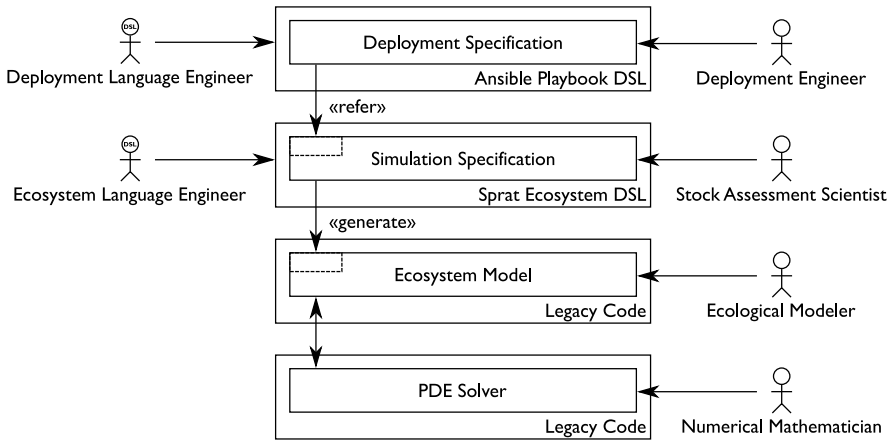 DSL
Deployment Language Engineer
Deployment Specification
Ansible Playbook DSL
Deployment Engineer
«refer»
DSL
Ecosystem Language Engineer
Simulation Specification
Sprat Ecosystem DSL
Stock Assessment Scientist
«generate»
Ecosystem Model
Legacy Code
Ecological Modeler
PDE Solver
Legacy Code
Numerical Mathematician